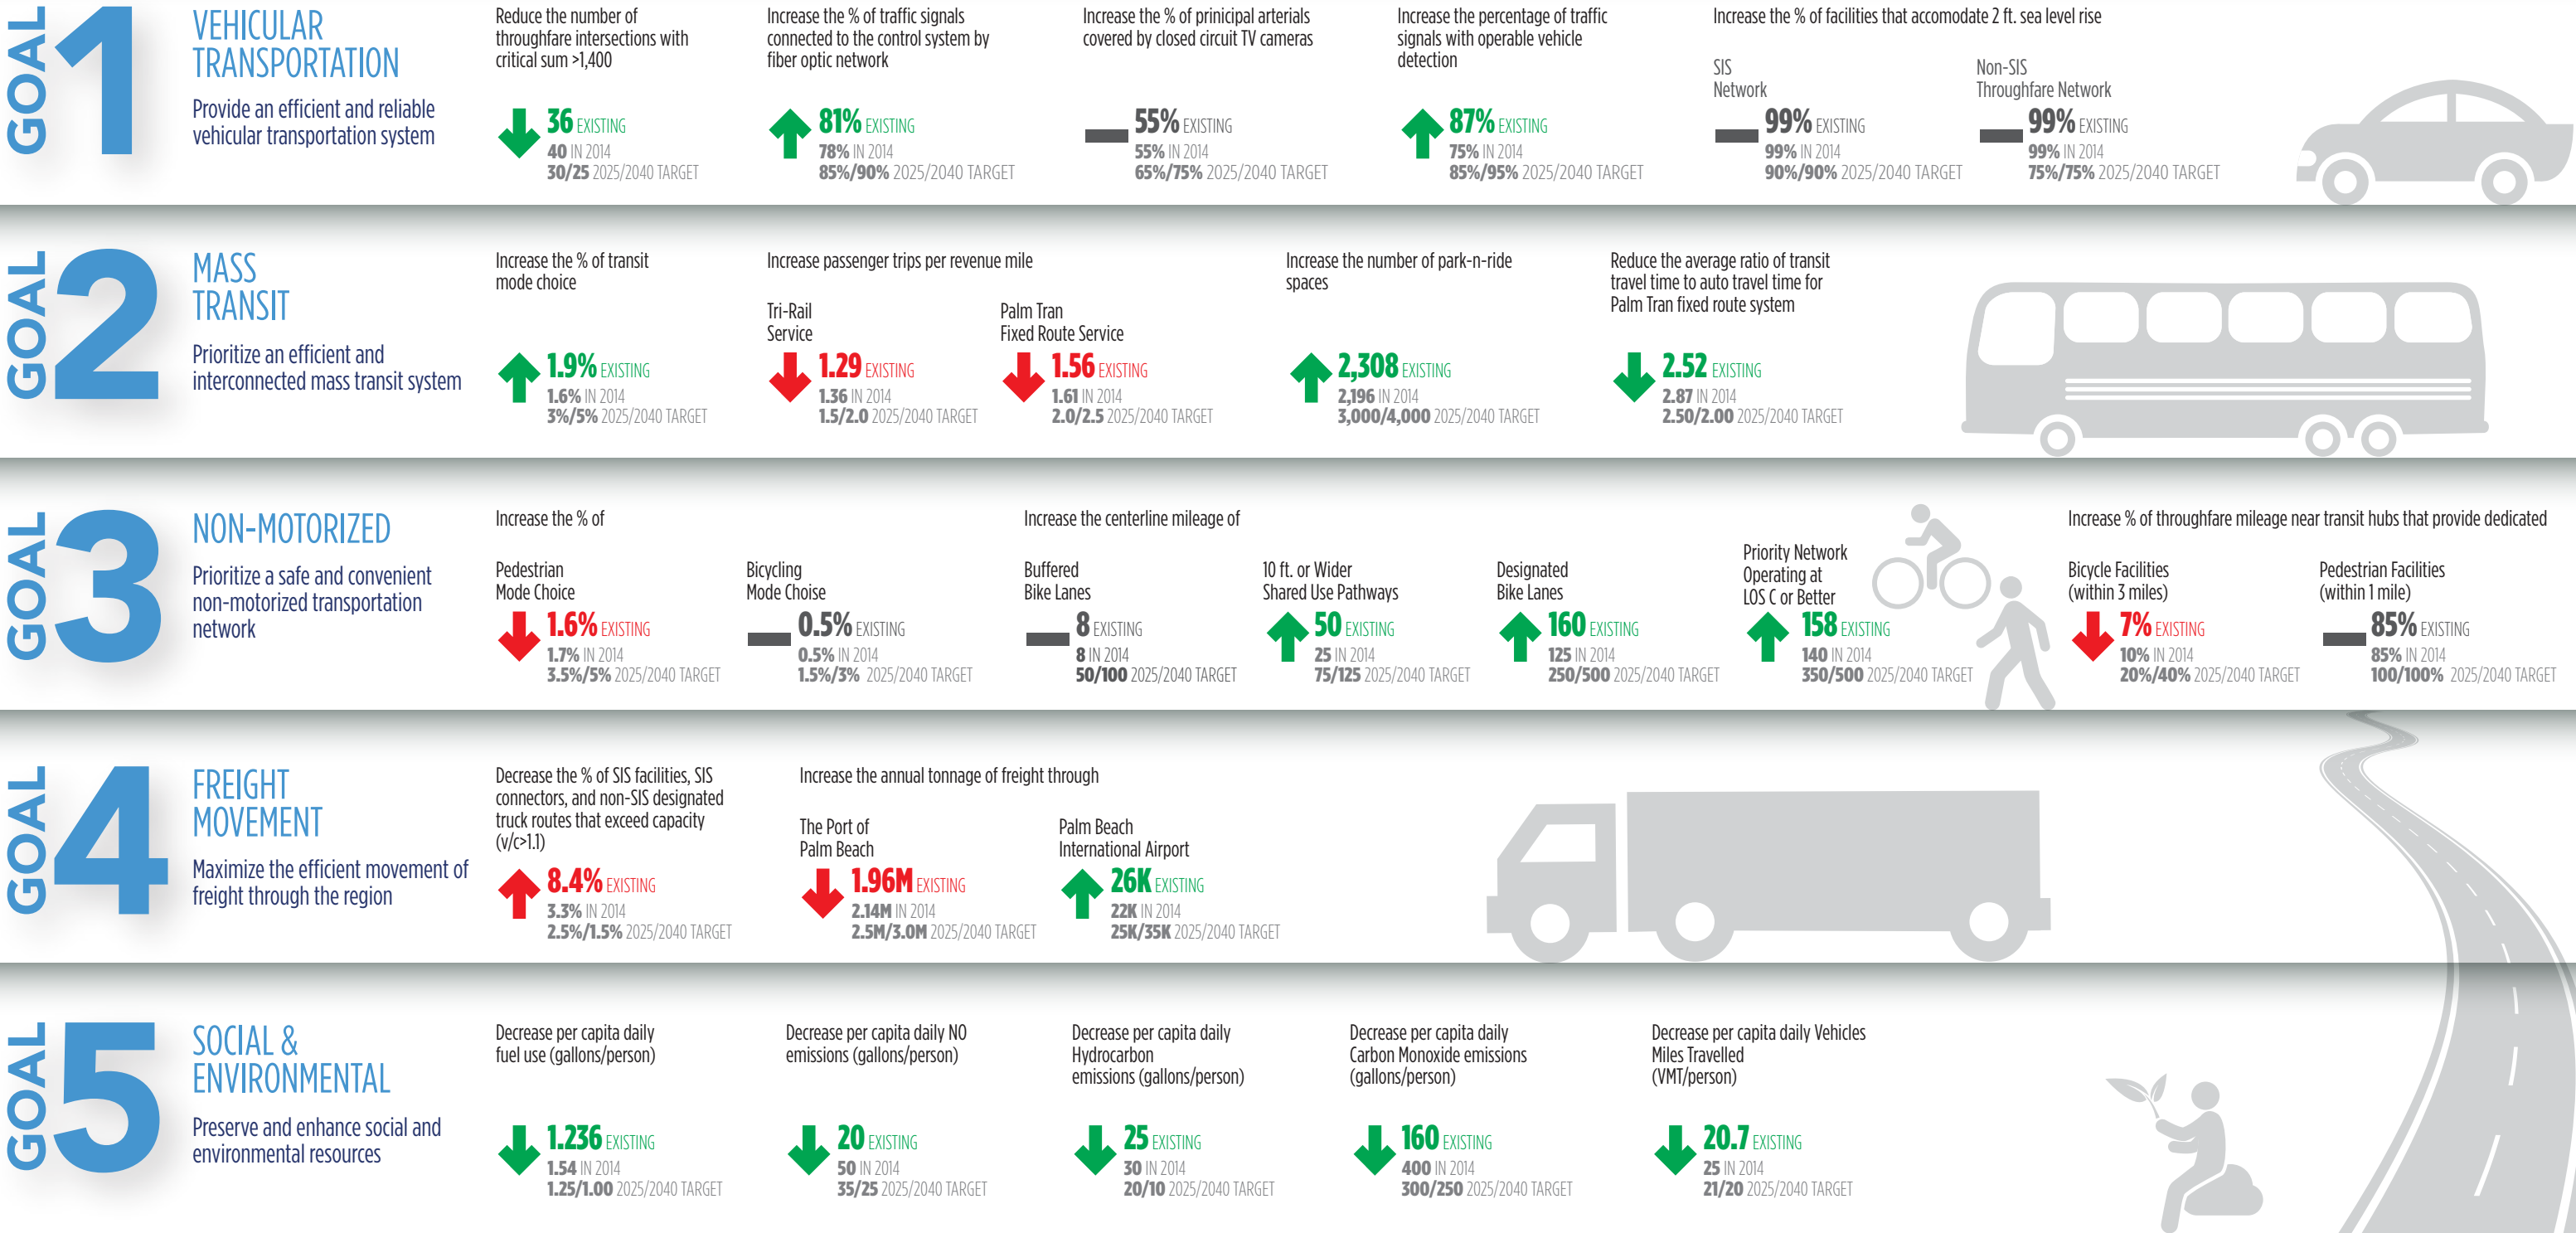 GOAL 1
VEHICULAR
TRANSPORTATION
Provide an efficient and reliable
vehicular transportation system
Reduce the number of
throughfare intersections with
critical sum >1,400
36 EXISTING
40 IN 2014
30/25 2025/2040 TARGET
Increase the % of traffic signals
connected to the control system by
fiber optic network
81% EXISTING
78% IN 2014
85%/90% 2025/2040 TARGET
Increase the % of prinicipal arterials
covered by closed circuit TV cameras
55% EXISTING
55% IN 2014
65%/75% 2025/2040 TARGET
Increase the percentage of traffic
signals with operable vehicle
detection
87% EXISTING
75% IN 2014
85%/95% 2025/2040 TARGET
Increase the % of facilities that accomodate 2 ft. sea level rise
SIS
Network
99% EXISTING
99% IN 2014
90%/90% 2025/2040 TARGET
Non-SIS
Throughfare Network
99% EXISTING
99% IN 2014
75%/75% 2025/2040 TARGET
GOAL 2
MASS
TRANSIT
Prioritize an efficient and
interconnected mass transit system
Increase the % of transit
mode choice
1.9% EXISTING
1.6% IN 2014
3%/5% 2025/2040 TARGET
Increase passenger trips per revenue mile
Tri-Rail
Service
1.29 EXISTING
1.36 IN 2014
1.5/2.0 2025/2040 TARGET
Palm Tran
Fixed Route Service
1.56 EXISTING
1.61 IN 2014
2.0/2.5 2025/2040 TARGET
Increase the number of park-n-ride
spaces
2,308 EXISTING
2,196 IN 2014
3,000/4,000 2025/2040 TARGET
Reduce the average ratio of transit
travel time to auto travel time for
Palm Tran fixed route system
2.52 EXISTING
2.87 IN 2014
2.50/2.00 2025/2040 TARGET
GOAL 3
NON-MOTORIZED
Prioritize a safe and convenient
non-motorized transportation
network
Increase the % of
Pedestrian
Mode Choice
1.6% EXISTING
1.7% IN 2014
3.5%/5% 2025/2040 TARGET
Bicycling
Mode Choise
0.5% EXISTING
0.5% IN 2014
1.5%/3% 2025/2040 TARGET
Increase the centerline mileage of
Buffered
Bike Lanes
8 EXISTING
8 IN 2014
50/100 2025/2040 TARGET
10 ft. or Wider
Shared Use Pathways
50 EXISTING
25 IN 2014
75/125 2025/2040 TARGET
Designated
Bike Lanes
160 EXISTING
125 IN 2014
250/500 2025/2040 TARGET
Priority Network
Operating at
LOS C or Better
158 EXISTING
140 IN 2014
350/500 2025/2040 TARGET
Increase % of throughfare mileage near transit hubs that provide dedicated
Bicycle Facilities
(within 3 miles)
7% EXISTING
10% IN 2014
20%/40% 2025/2040 TARGET
Pedestrian Facilities
(within 1 mile)
85% EXISTING
85% IN 2014
100/100% 2025/2040 TARGET
GOAL 4
FREIGHT
MOVEMENT
Maximize the efficient movement of
freight through the region
Decrease the % of SIS facilities, SIS
connectors, and non-SIS designated
truck routes that exceed capacity
(v/c>1.1)
8.4% EXISTING
3.3% IN 2014
2.5%/1.5% 2025/2040 TARGET
Increase the annual tonnage of freight through
The Port of
Palm Beach
1.96M EXISTING
2.14M IN 2014
2.5M/3.0M 2025/2040 TARGET
Palm Beach
International Airport
26K EXISTING
22K IN 2014
25K/35K 2025/2040 TARGET
GOAL 5
SOCIAL &
ENVIRONMENTAL
Preserve and enhance social and
environmental resources
Decrease per capita daily
fuel use (gallons/person)
1.236 EXISTING
1.54 IN 2014
1.25/1.00 2025/2040 TARGET
Decrease per capita daily NO
emissions (gallons/person)
20 EXISTING
50 IN 2014
35/25 2025/2040 TARGET
Decrease per capita daily
Hydrocarbon
emissions (gallons/person)
25 EXISTING
30 IN 2014
20/10 2025/2040 TARGET
Decrease per capita daily
Carbon Monoxide emissions
(gallons/person)
160 EXISTING
400 IN 2014
300/250 2025/2040 TARGET
Decrease per capita daily Vehicles
Miles Travelled
(VMT/person)
20.7 EXISTING
25 IN 2014
21/20 2025/2040 TARGET